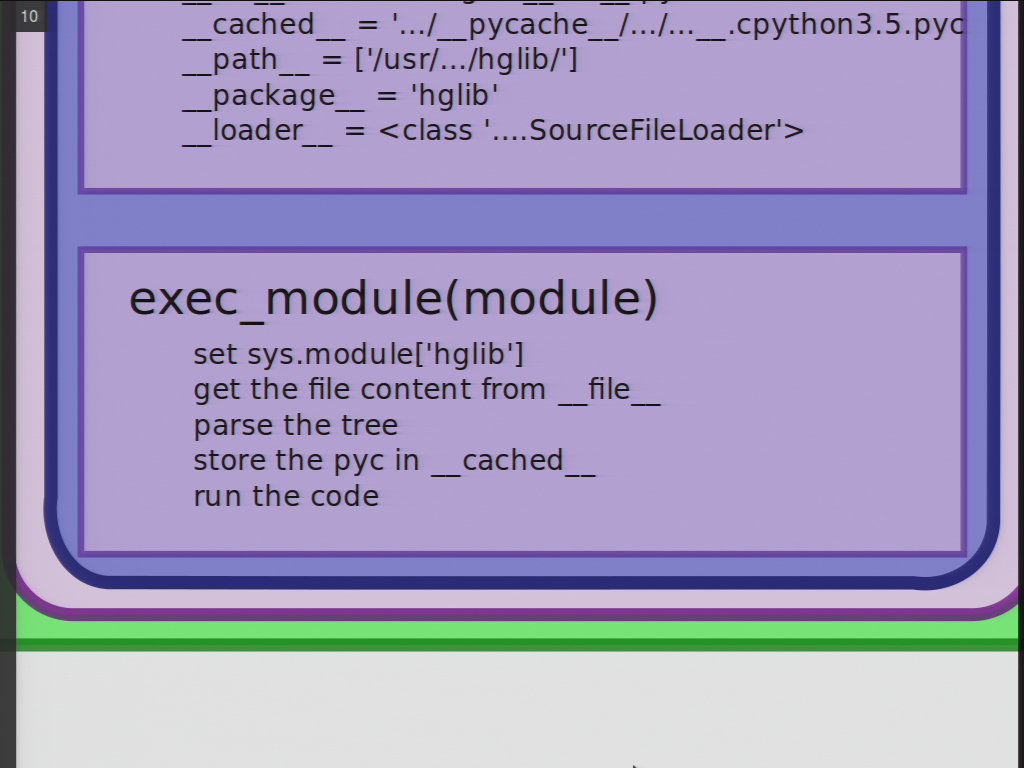 10
__cached__ = '.../__pycache__/.../...__.cpython3.5.pyc
__path__ = ['/usr/.../hglib/']
__package__ = 'hglib'
__loader__ = <class '....SourceFileLoader'>
exec_module(module)
set sys.module['hglib']
get the file content from __file__
parse the tree
store the pyc in __cached__
run the code